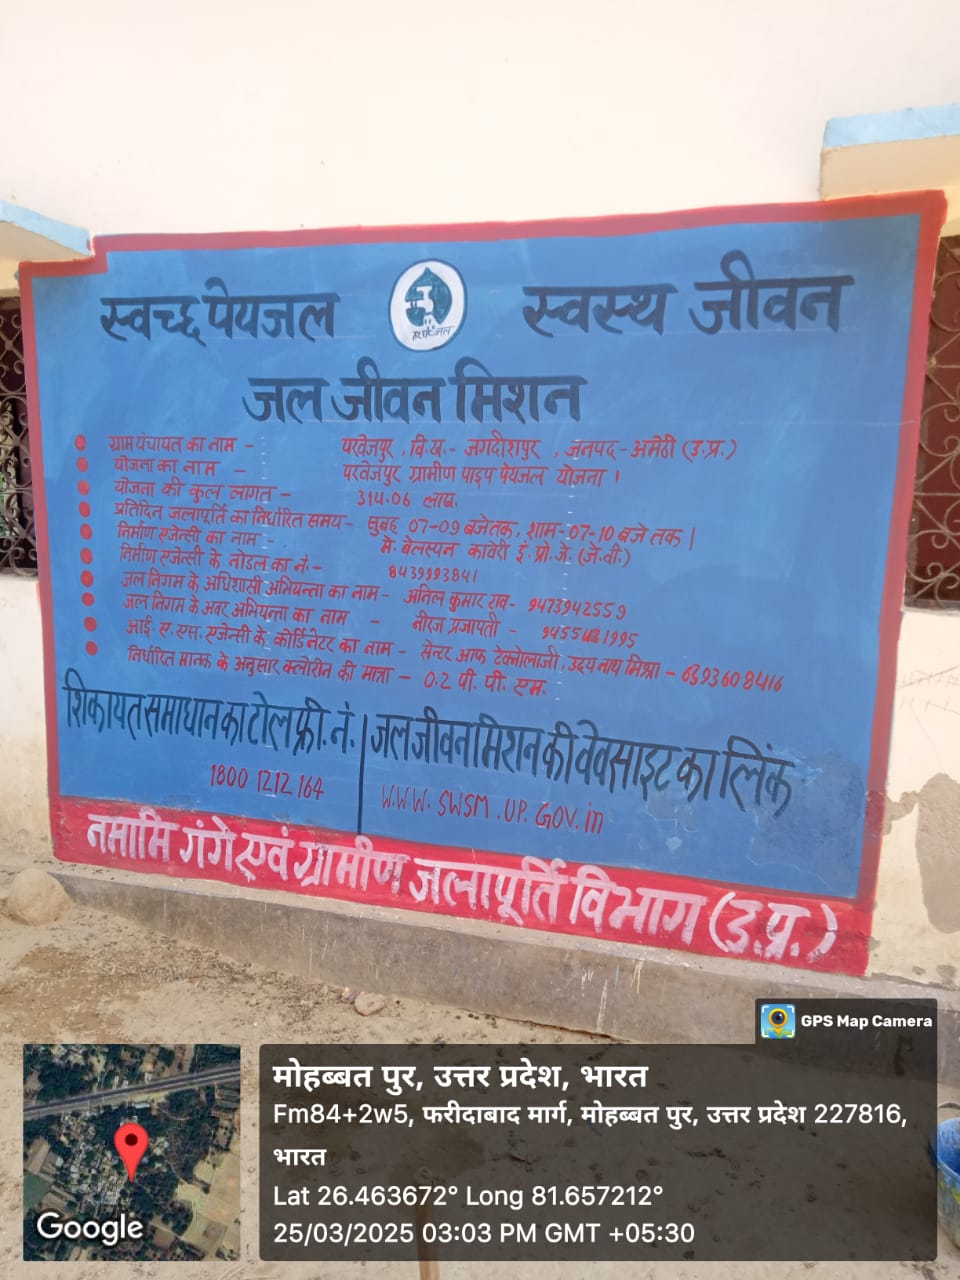 स्वच्छ पेयजल हर घर जल स्वस्थ जीवन
जल जीवन मिशन
ग्राम पंचायत का नाम - परवेजपुर, वि.ख.- जगदीशपुर, जनपद- अमेठी (उ.प्र.)
योजना का नाम - परवेजपुर ग्रामीण पाइप पेयजल योजना।
योजना की कुल लागत - 314.06 लाख.
प्रतिदिन जलापूर्ति का निर्धारित समय- सुबह 07-09 बजे तक, शाम- 07-10 बजे तक।
निर्माण एजेन्सी का नाम - मे. वेलस्पन कावेरी इं. प्रो. जे. (जे.वी.)
निर्माण एजेन्सी के नोडल का नं.- 8439993841
जल निगम के अधिशासी अभियन्ता का नाम- अनिल कुमार राव- 9473942559
जल निगम के अवर अभियन्ता का नाम - नीरज प्रजापती -
आई.ए.एस.एजेन्सी के कोर्डिनेटर का नाम - सेन्टर आफ टेक्नोलाजी, उदय नाथ मिश्रा - 6393608416
निर्धारित मानक के अनुसार क्लोरीन की मात्रा - 0.2 पी. पी. एम.
शिकायत समाधान का टोल फ्री. नं. | जल जीवन मिशन की वेवसाइट का लिंक
1800 1212 164 W.W.W. SWSM.UP.GOV.in
नमामि गंगे एवं ग्रामीण जलापूर्ति विभाग (उ.प्र.)
GPS Map Camera
मोहब्बत पुर, उत्तर प्रदेश, भारत
Fm84+2w5, फरीदाबाद मार्ग, मोहब्बत पुर, उत्तर प्रदेश 227816,
भारत
Lat 26.463672° Long 81.657212°
25/03/2025 03:03 PM GMT +05:30
Google